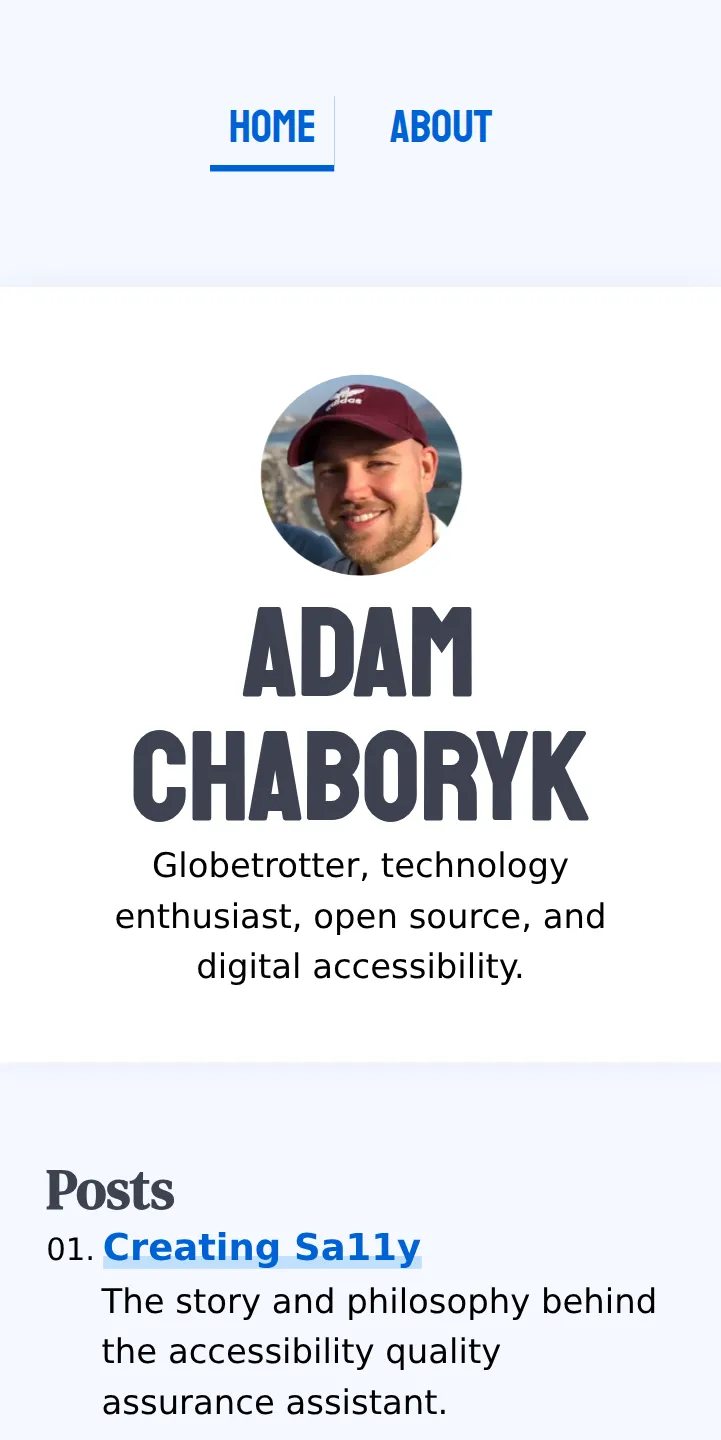 HOME ABOUT
adidas
ADAM
CHABORYK
Globetrotter, technology
enthusiast, open source, and
digital accessibility.
Posts
01. Creating Sa11y
The story and philosophy behind
the accessibility quality
assurance assistant.